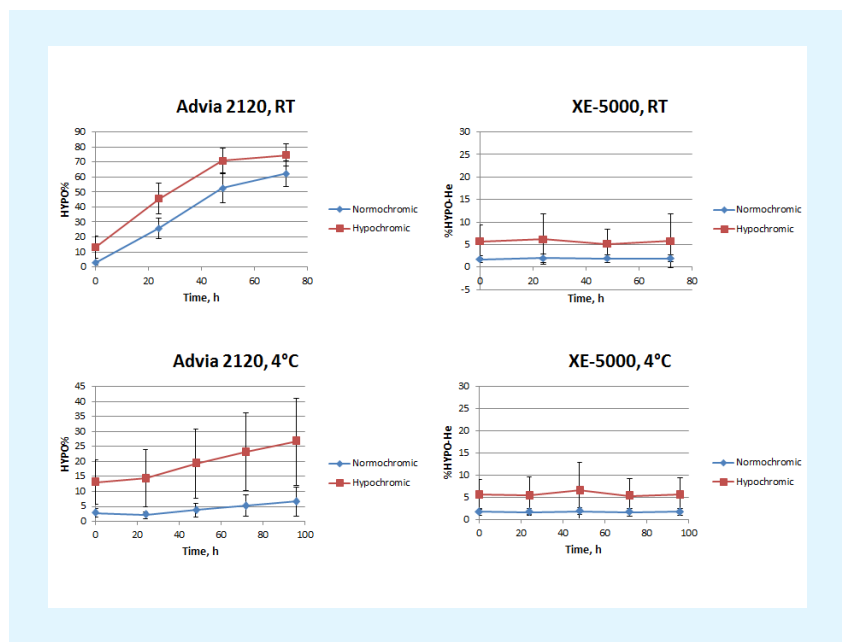 Advia 2120, RT
90
80
70
60
50
40
30
20
10
0
HYPO%
0 20 40 60 80
Time, h
Normochromic
Hypochromic
XE-5000, RT
30
25
20
15
10
5
0
-5
%HYPO-He
0 20 40 60 80
Time, h
Normochromic
Hypochromic
Advia 2120, 4°C
45
40
35
30
25
20
15
10
5
0
HYPO%
0 20 40 60 80 100
Time, h
Normochromic
Hypochromic
XE-5000, 4°C
30
25
20
15
10
5
0
%HYPO-He
0 20 40 60 80 100
Time, h
Normochromic
Hypochromic